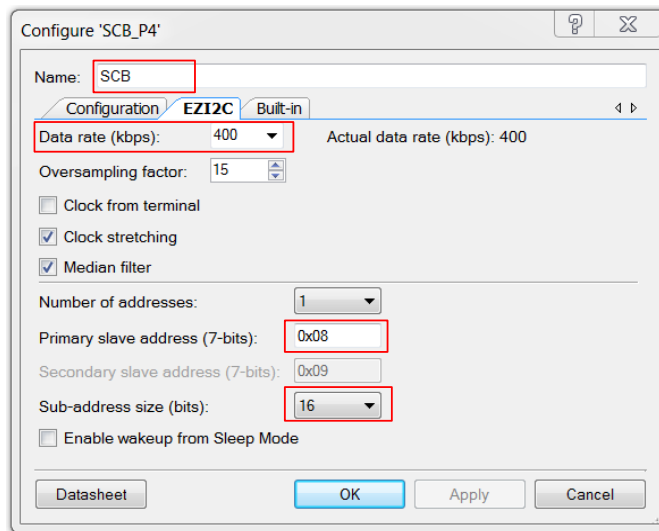 Configure 'SCB_P4'
Name: SCB
Configuration EZI2C Built-in
Data rate (kbps): 400 Actual data rate (kbps): 400
Oversampling factor: 15
Clock from terminal
Clock stretching
Median filter
Number of addresses: 1
Primary slave address (7-bits): 0x08
Secondary slave address (7-bits): 0x09
Sub-address size (bits): 16
Enable wakeup from Sleep Mode
Datasheet OK Apply Cancel